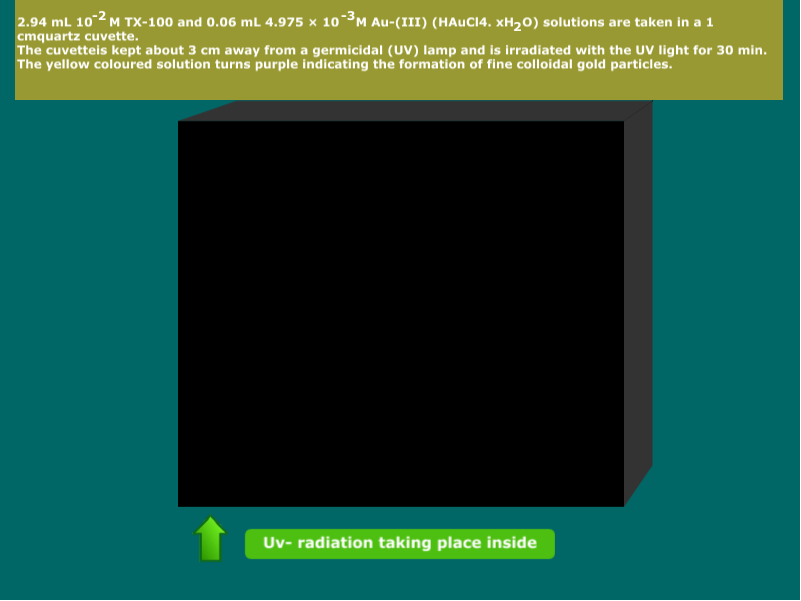 2.94 mL 10⁻² M TX-100 and 0.06 mL 4.975 × 10⁻³M Au-(III) (HAuCl4. xH₂O) solutions are taken in a 1
cmquartz cuvette.
The cuvetteis kept about 3 cm away from a germicidal (UV) lamp and is irradiated with the UV light for 30 min.
The yellow coloured solution turns purple indicating the formation of fine colloidal gold particles.
Uv- radiation taking place inside